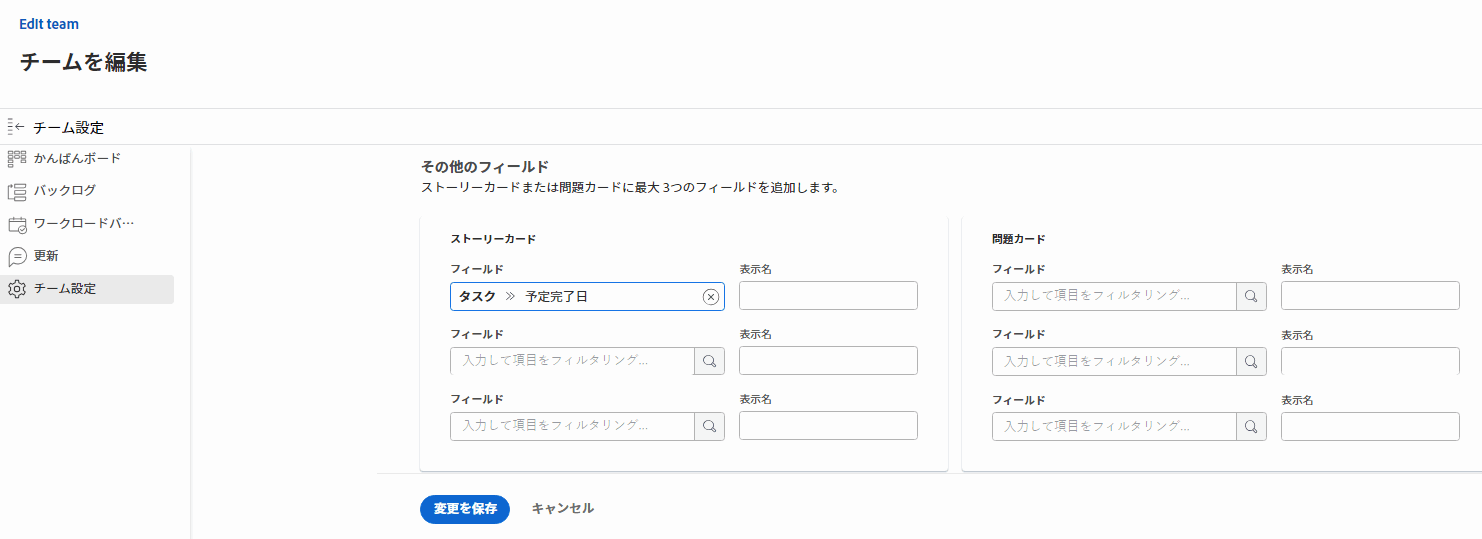 Edit team
チームを編集
チーム設定
かんばんボード
バックログ
ワークロードバ…
更新
チーム設定
その他のフィールド
ストーリーカードまたは問題カードに最大 3つのフィールドを追加します。
ストーリーカード
フィールド 表示名
タスク 予定完了日
フィールド 表示名
入力して項目をフィルタリング...
フィールド 表示名
入力して項目をフィルタリング...
問題カード
フィールド 表示名
入力して項目をフィルタリング...
フィールド 表示名
入力して項目をフィルタリング...
フィールド 表示名
入力して項目をフィルタリング...
変更を保存 キャンセル